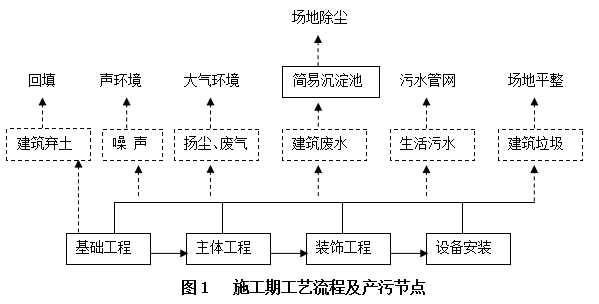 场地除尘
回填 声环境 大气环境 简易沉淀池 污水管网 场地平整
建筑弃土 噪 声 扬尘、废气 建筑废水 生活污水 建筑垃圾
基础工程 主体工程 装饰工程 设备安装
图 1 施工期工艺流程及产污节点